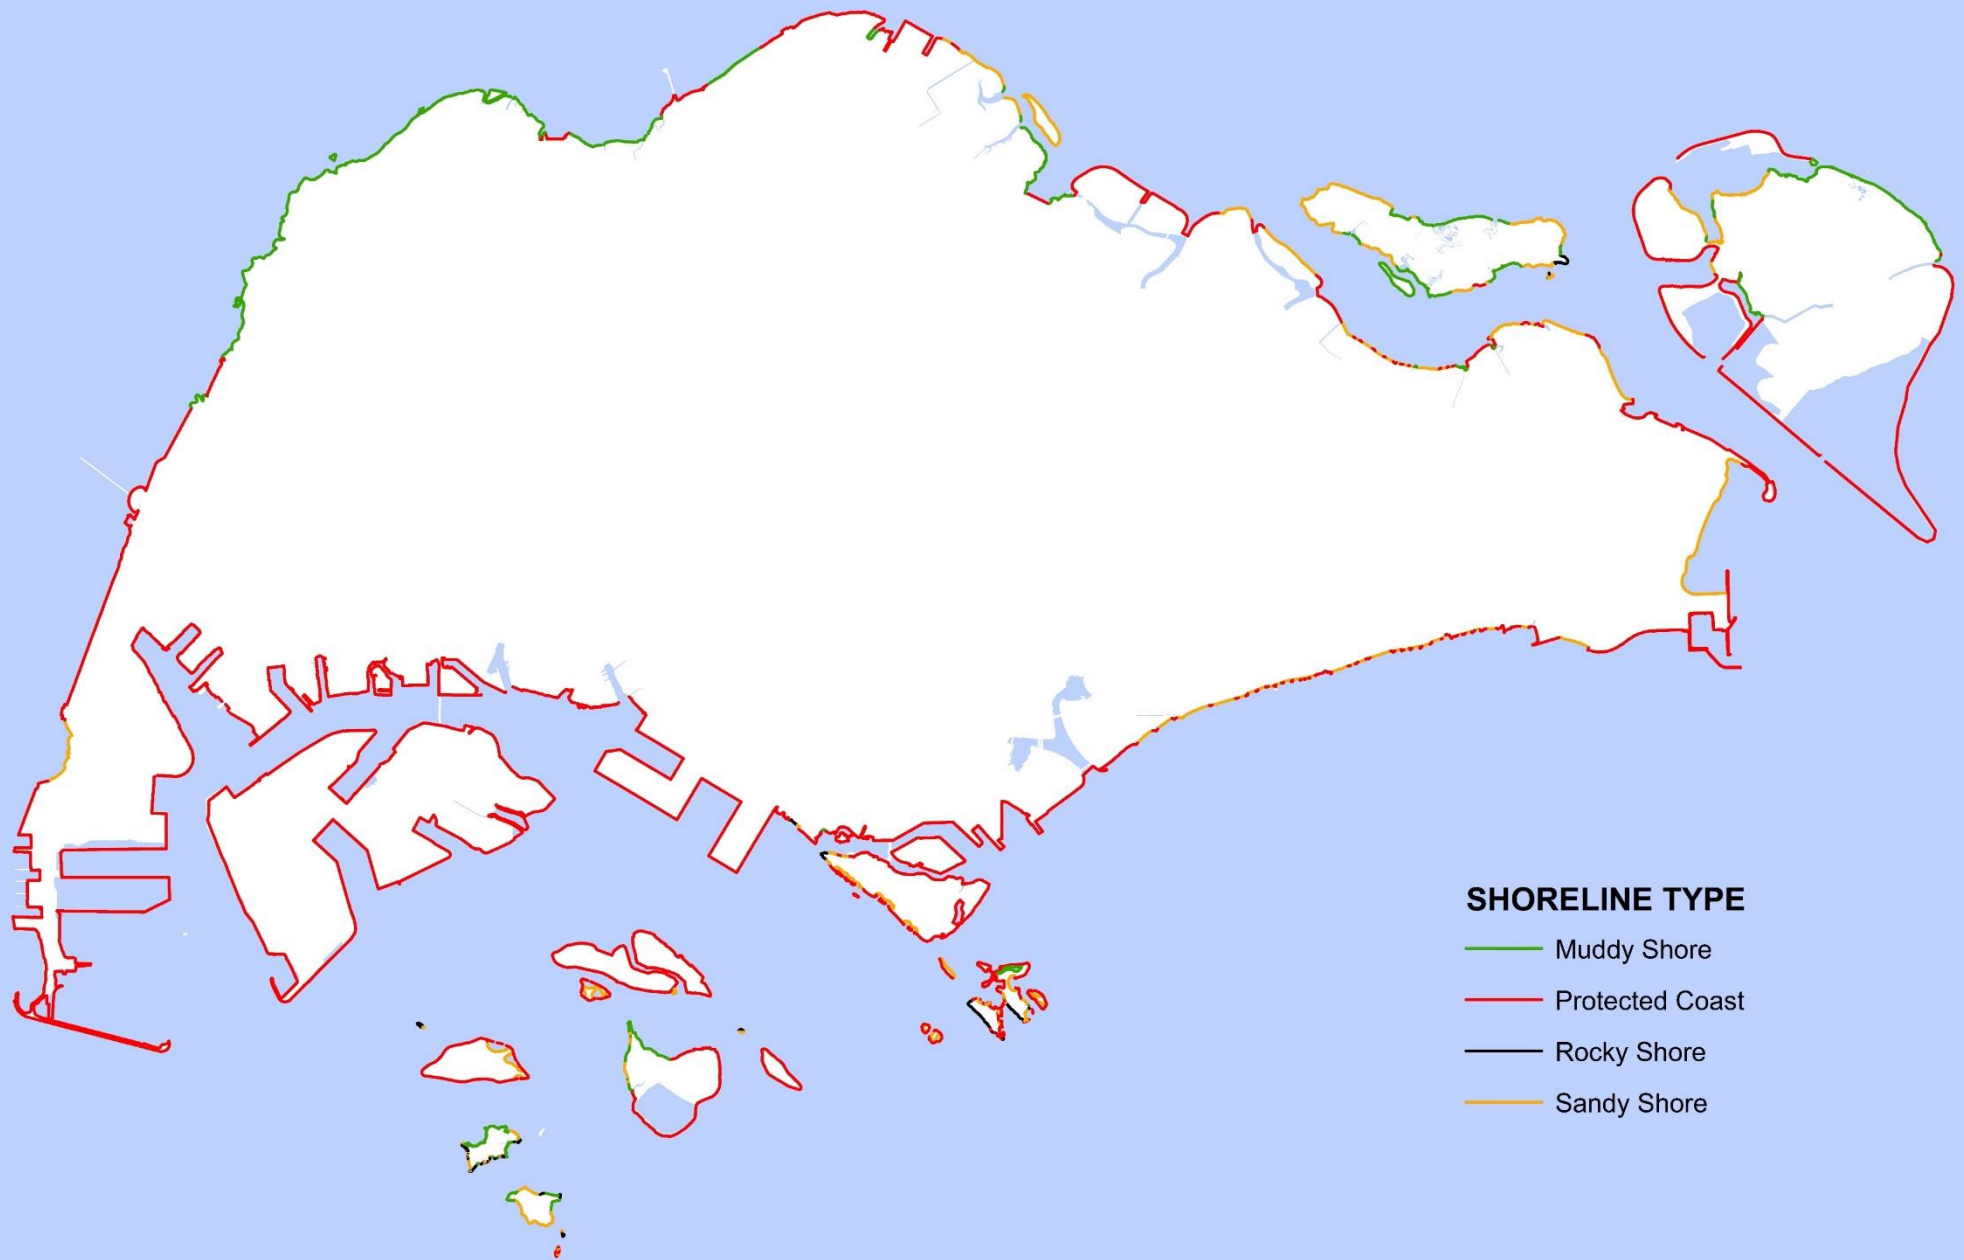 SHORELINE TYPE
Muddy Shore
Protected Coast
Rocky Shore
Sandy Shore